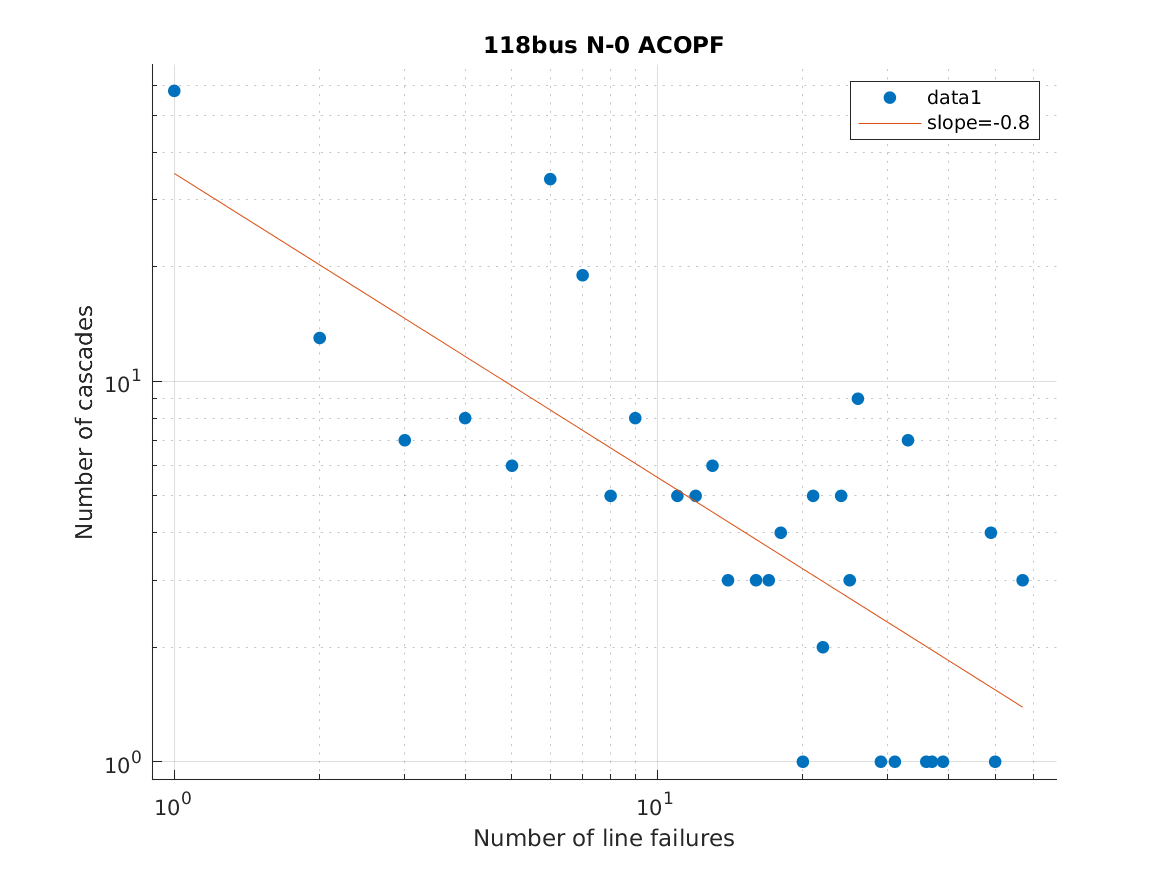 118bus N-0 ACOPF
data1
slope=-0.8
Number of cascades
10^1
10^0
10^0
10^1
Number of line failures